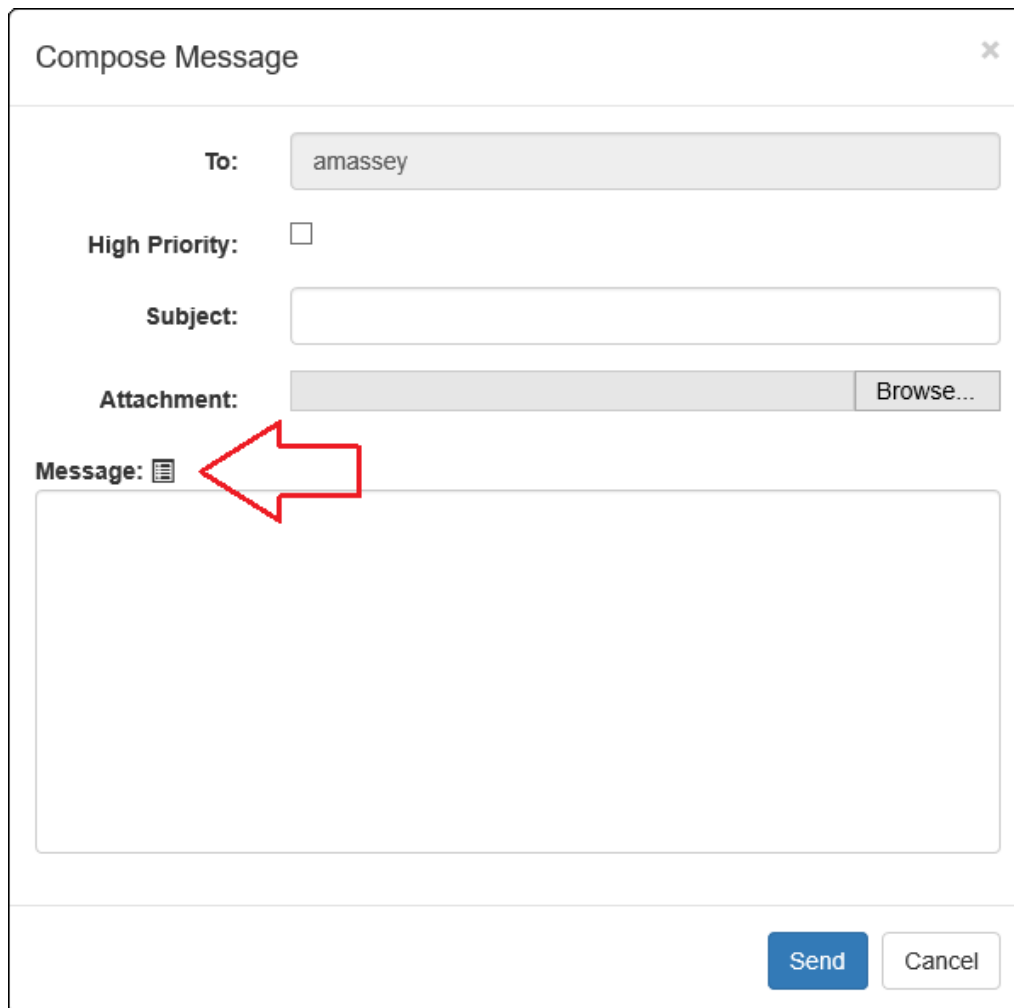 Compose Message ×
To: amassey
High Priority:
Subject:
Attachment: Browse...
Message:
Send Cancel